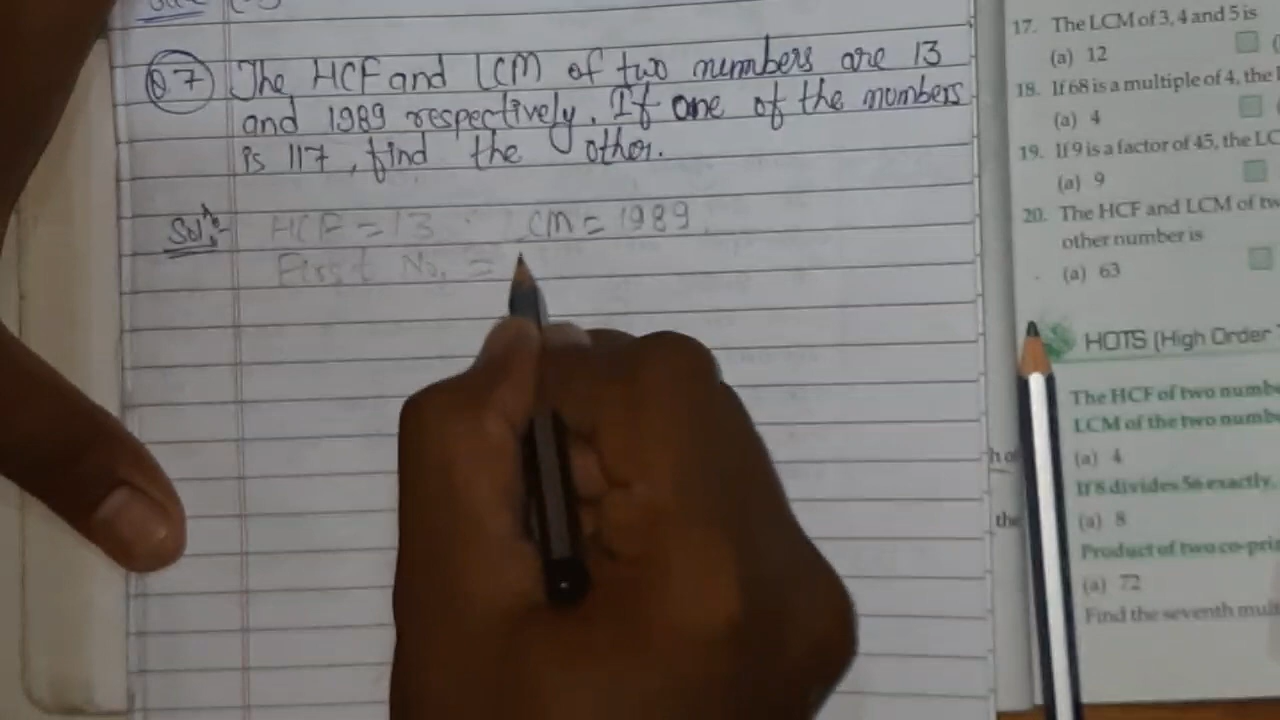 Q7 The HCF and LCM of two numbers are 13
and 1989 respectively. If one of the numbers
is 117, find the other.
Soln:- HCF = 13 LCM = 1989
First No. =
17. The LCM of 3, 4 and 5 is
(a) 12
18. If 68 is a multiple of 4, the
(a) 4
19. If 9 is a factor of 45, the LC
(a) 9
20. The HCF and LCM of tw
other number is
(a) 63
HOTS (High Order
The HCF of two numbe
LCM of the two numbe
(a) 4
If 8 divides 56 exactly,
(a) 8
the
Product of two co-pri
(a) 72
Find the seventh mul